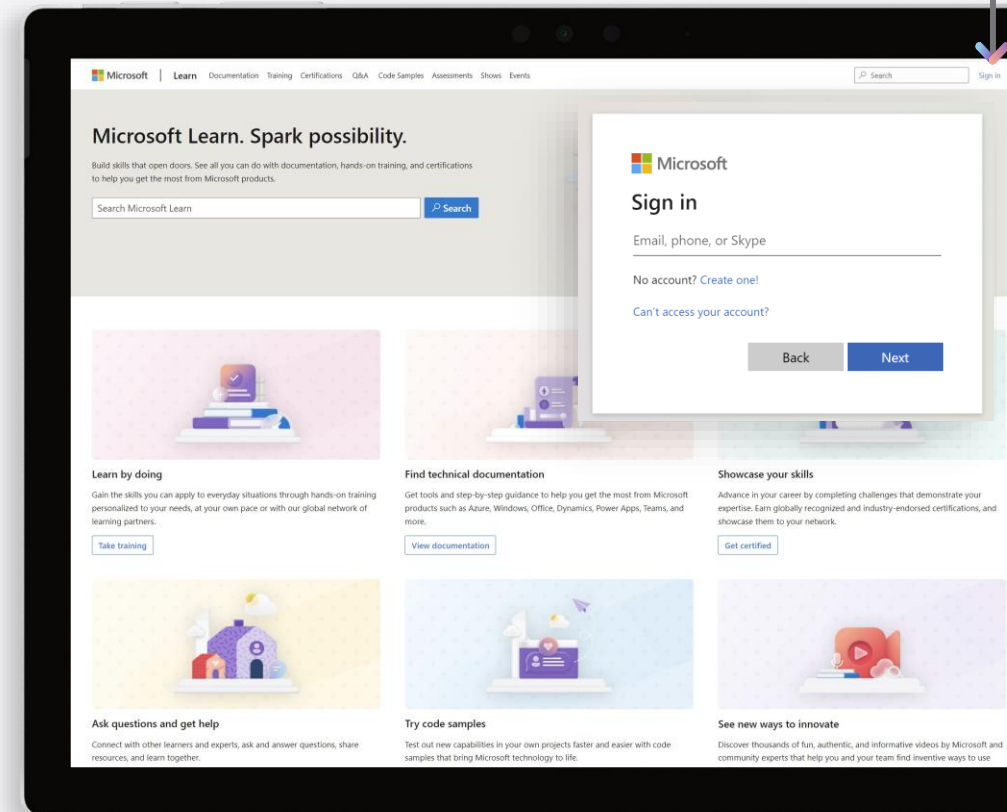 Microsoft | Learn Documentation Training Certifications Q&A Code Samples Assessments Shows Events
Search
Sign in
Microsoft Learn. Spark possibility.
Build skills that open doors. See all you can do with documentation, hands-on training, and certifications
to help you get the most from Microsoft products.
Search Microsoft Learn
Search
Microsoft
Sign in
Email, phone, or Skype
No account? Create one!
Can't access your account?
Back
Next
Learn by doing
Gain the skills you can apply to everyday situations through hands-on training
personalized to your needs, at your own pace or with our global network of
learning partners.
Take training
Find technical documentation
Get tools and step-by-step guidance to help you get the most from Microsoft
products such as Azure, Windows, Office, Dynamics, Power Apps, Teams, and
more.
View documentation
Showcase your skills
Advance in your career by completing challenges that demonstrate your
expertise. Earn globally recognized and industry-endorsed certifications, and
showcase them to your network.
Get certified
Ask questions and get help
Connect with other learners and experts, ask and answer questions, share
resources, and learn together.
Try code samples
Test out new capabilities in your own projects faster and easier with code
samples that bring Microsoft technology to life.
See new ways to innovate
Discover thousands of fun, authentic, and informative videos by Microsoft and
community experts that help you and your team find inventive ways to use